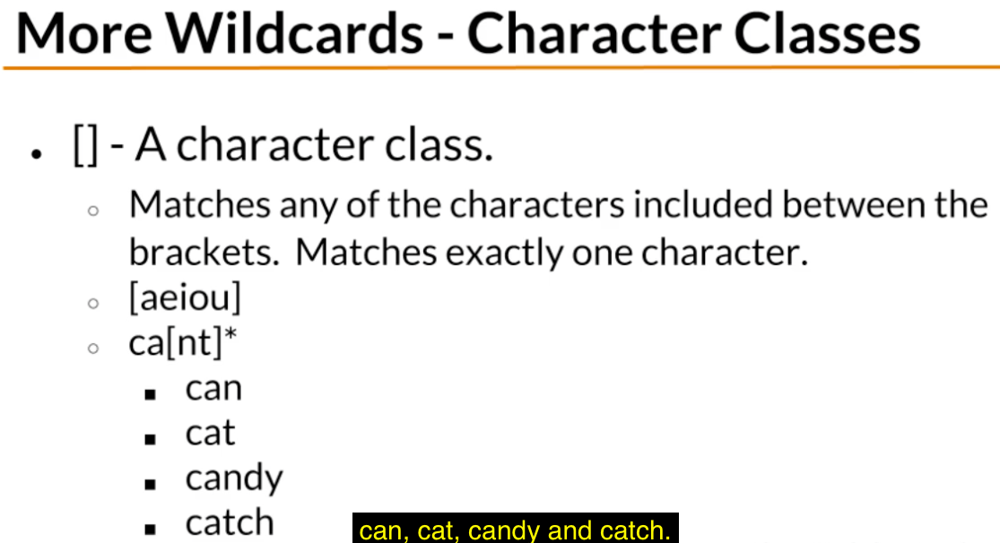 More Wildcards - Character Classes
• [] - A character class.
○ Matches any of the characters included between the
brackets.  Matches exactly one character.
○ [aeiou]
○ ca[nt]*
■ can
■ cat
■ candy
■ catch
can, cat, candy and catch.